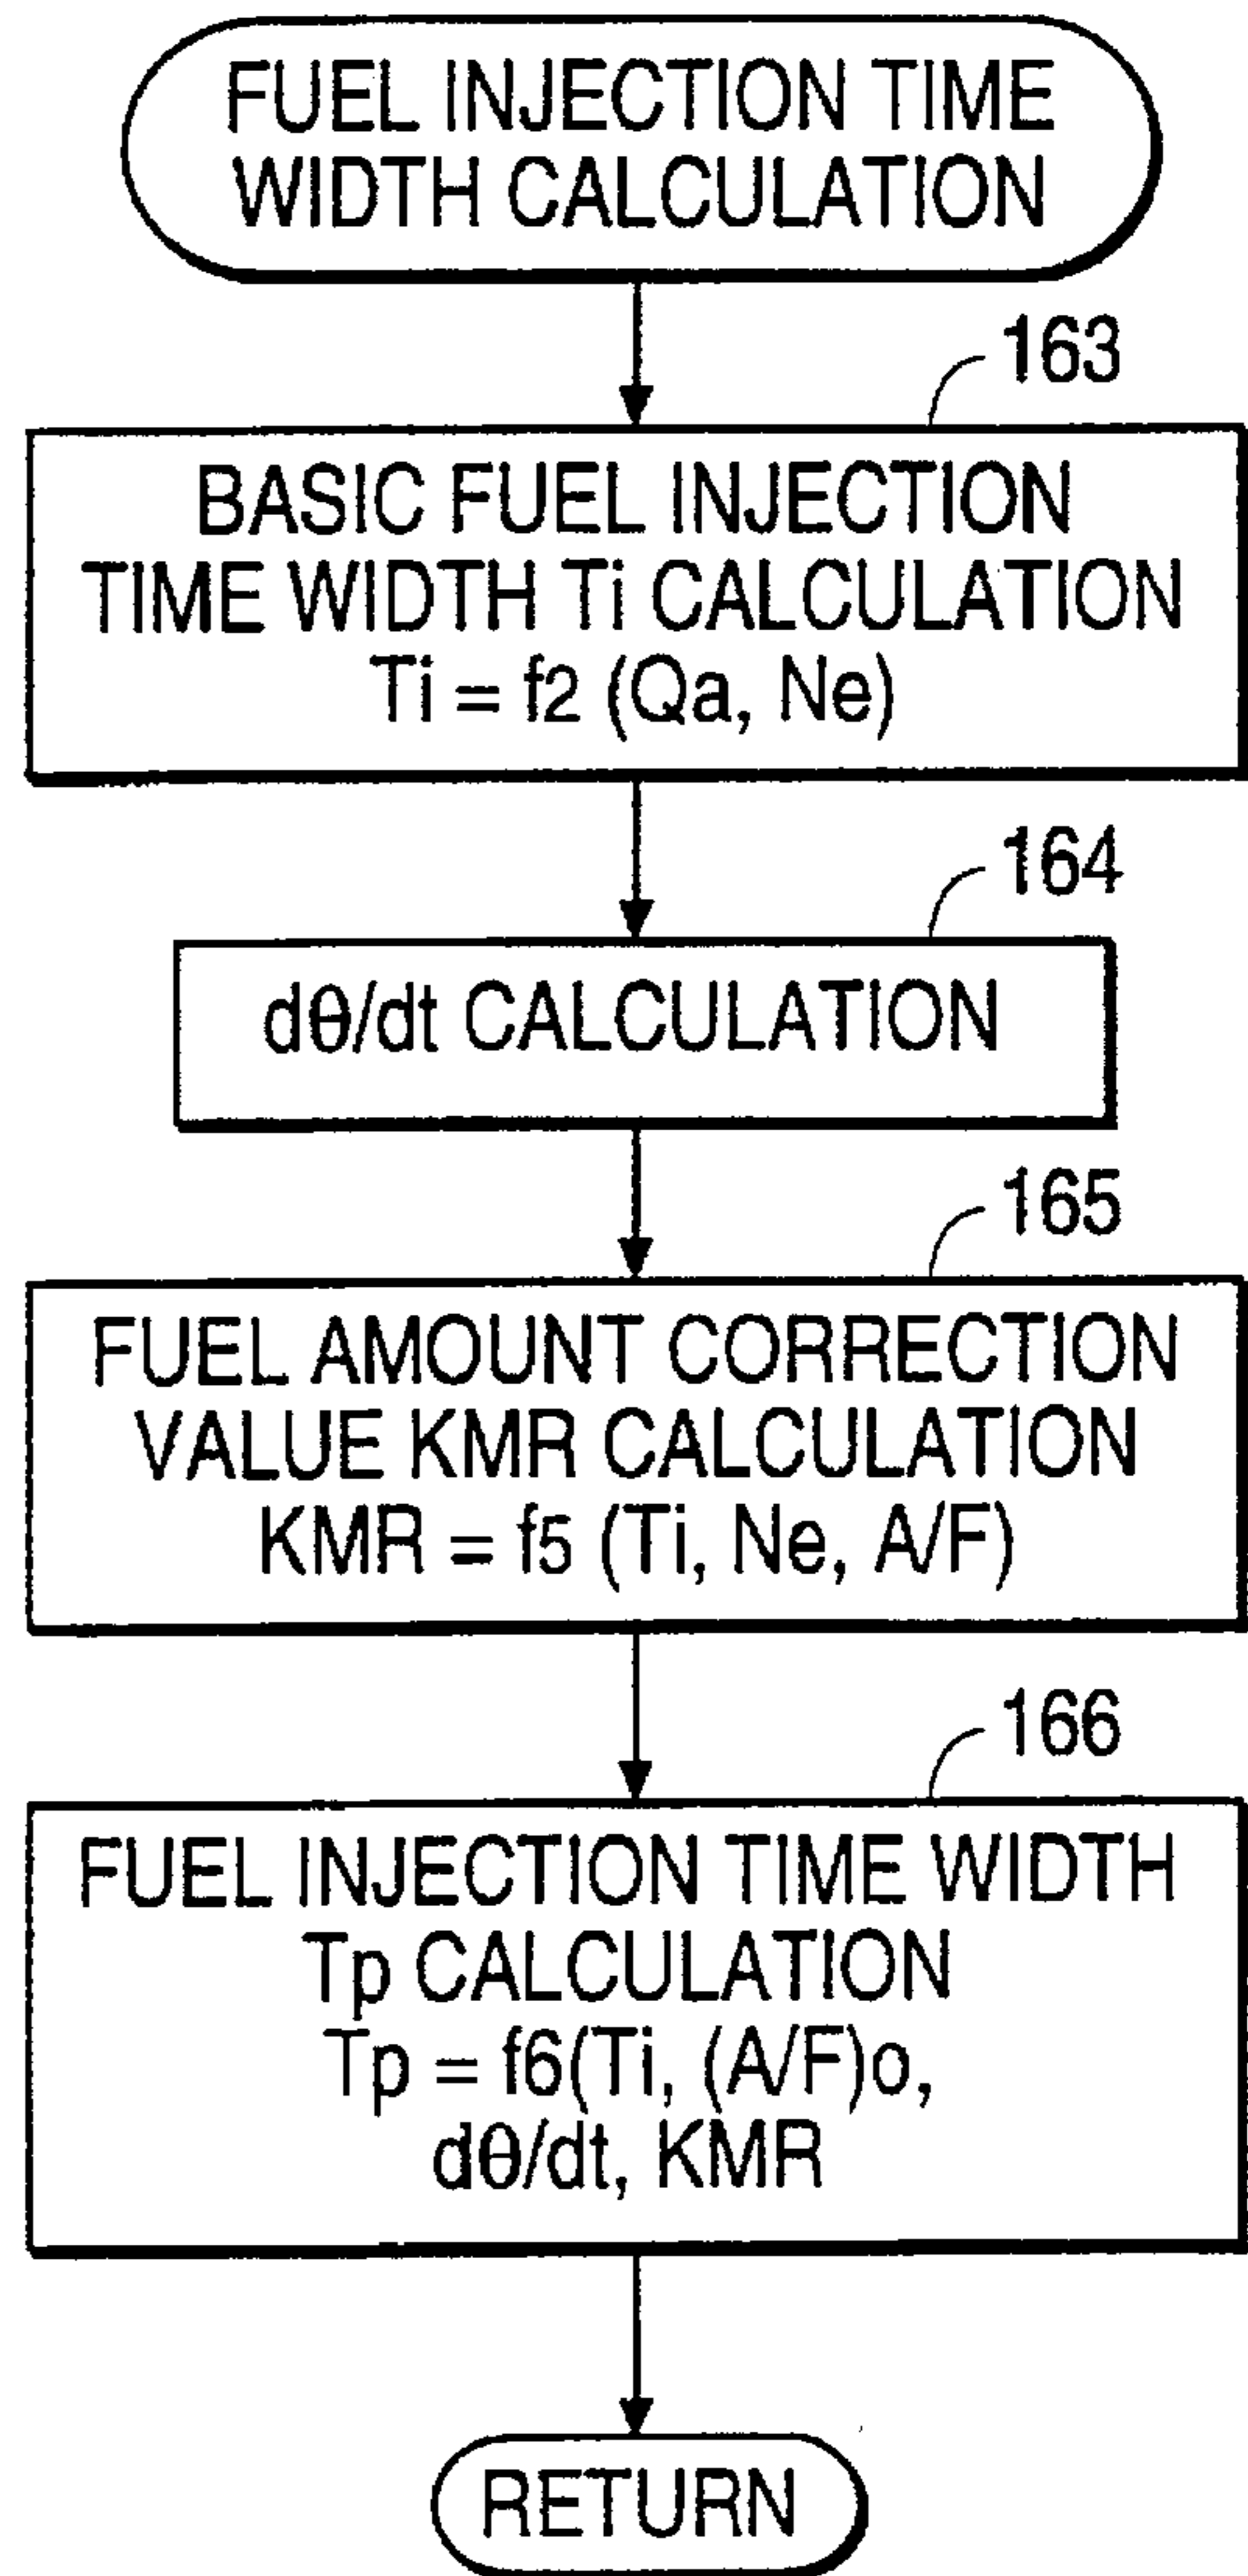 FUEL INJECTION TIME
WIDTH CALCULATION
163
BASIC FUEL INJECTION
TIME WIDTH Ti CALCULATION
Ti = f2 (Qa, Ne)
164
dθ/dt CALCULATION
165
FUEL AMOUNT CORRECTION
VALUE KMR CALCULATION
KMR = f5 (Ti, Ne, A/F)
166
FUEL INJECTION TIME WIDTH
Tp CALCULATION
Tp = f6(Ti, (A/F)o,
dθ/dt, KMR
RETURN